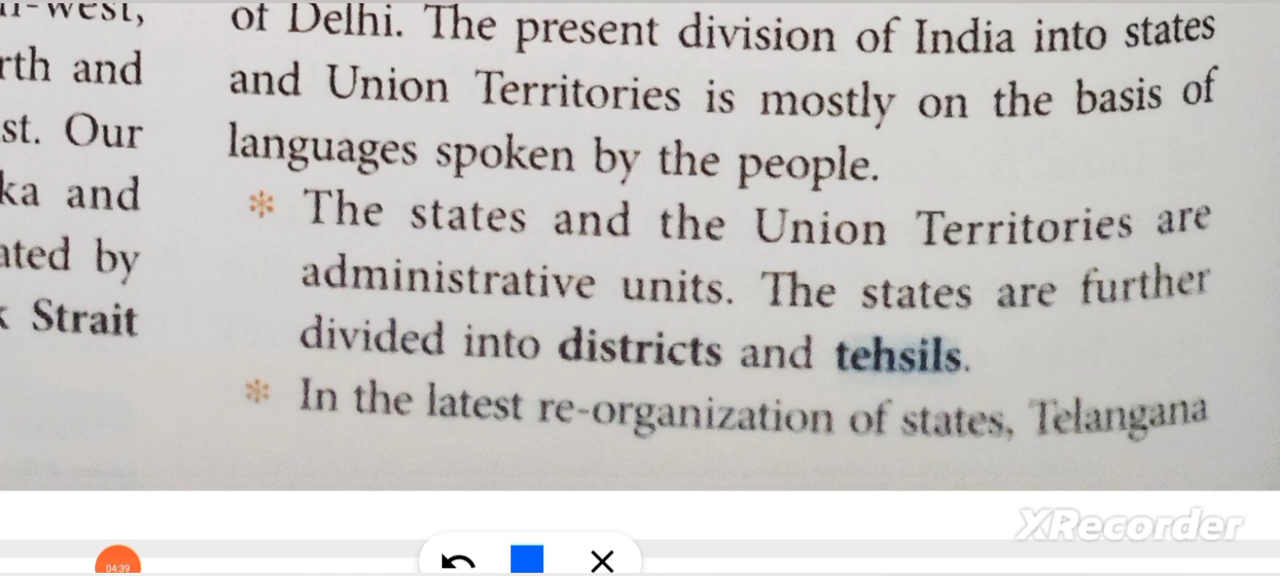 rth and
st. Our
ka and
ated by
Strait
of Delhi. The present division of India into states
and Union Territories is mostly on the basis of
languages spoken by the people.
* The states and the Union Territories are
administrative units. The states are further
divided into districts and tehsils.
* In the latest re-organization of states, Telangana
XRecorder
04:39